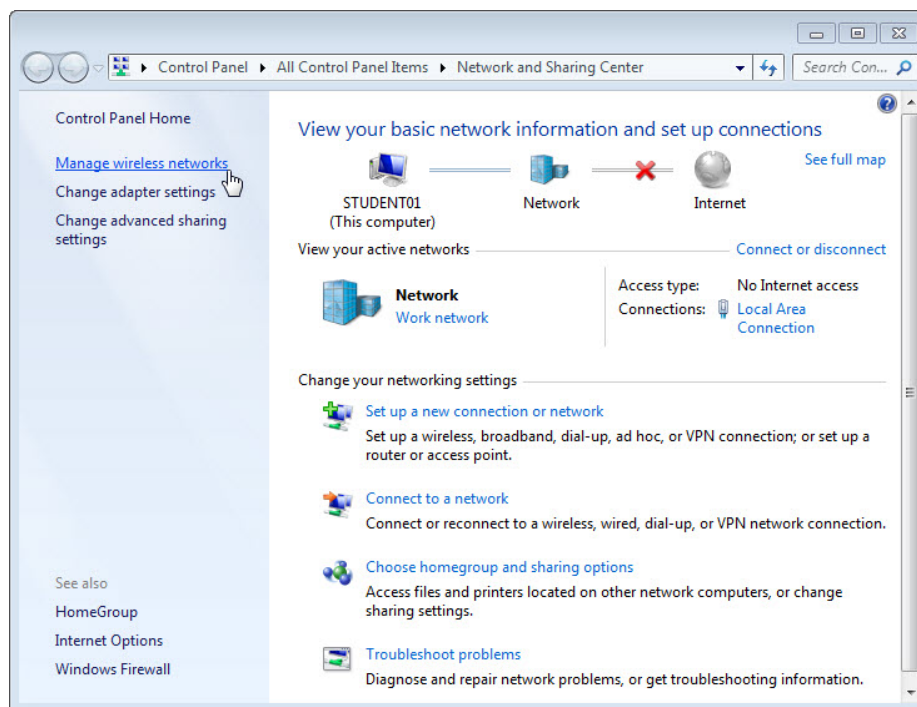 Control Panel
All Control Panel Items
Network and Sharing Center
Search Con...
Control Panel Home
Manage wireless networks
Change adapter settings
Change advanced sharing
settings
See also
HomeGroup
Internet Options
Windows Firewall
View your basic network information and set up connections
See full map
STUDENT01
(This computer)
Network
Internet
View your active networks
Connect or disconnect
Network
Work network
Access type: No Internet access
Connections: Local Area
Connection
Change your networking settings
Set up a new connection or network
Set up a wireless, broadband, dial-up, ad hoc, or VPN connection; or set up a
router or access point.
Connect to a network
Connect or reconnect to a wireless, wired, dial-up, or VPN network connection.
Choose homegroup and sharing options
Access files and printers located on other network computers, or change
sharing settings.
Troubleshoot problems
Diagnose and repair network problems, or get troubleshooting information.